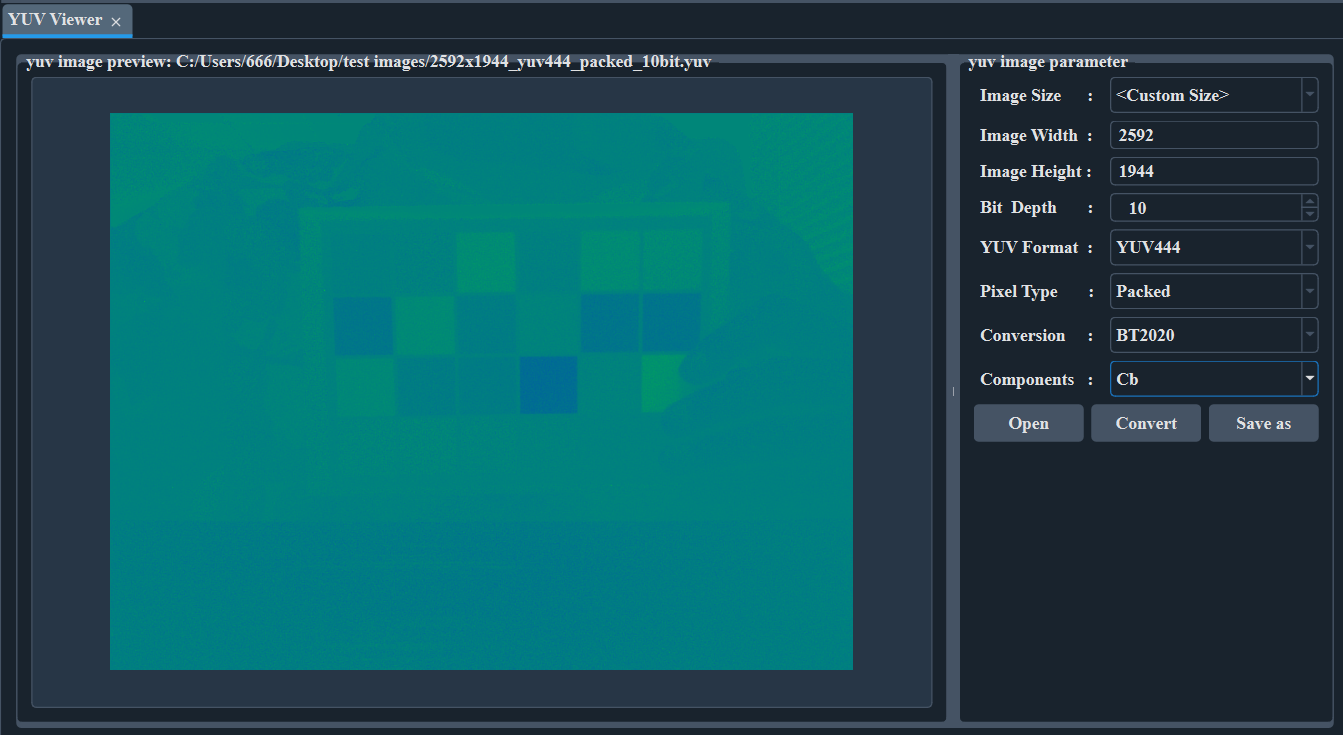 YUV Viewer ×
yuv image preview: C:/Users/666/Desktop/test images/2592x1944_yuv444_packed_10bit.yuv
yuv image parameter
Image Size : <Custom Size>
Image Width : 2592
Image Height : 1944
Bit Depth : 10
YUV Format : YUV444
Pixel Type : Packed
Conversion : BT2020
Components : Cb
Open Convert Save as